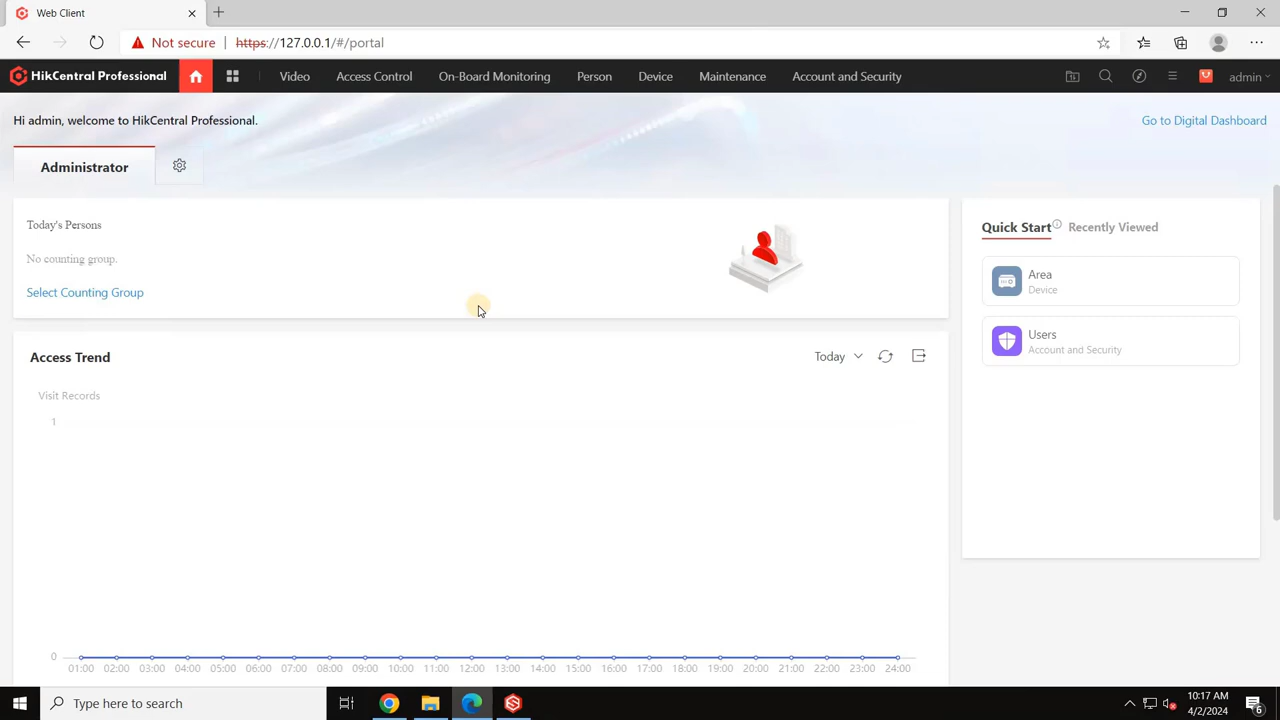 Web Client
Not secure https://127.0.0.1/#/portal
HikCentral Professional Video Access Control On-Board Monitoring Person Device Maintenance Account and Security admin
Hi admin, welcome to HikCentral Professional. Go to Digital Dashboard
Administrator
Today's Persons
No counting group.
Select Counting Group
Quick Start Recently Viewed
Area
Device
Users
Account and Security
Access Trend Today
Visit Records
1
0
01:00 02:00 03:00 04:00 05:00 06:00 07:00 08:00 09:00 10:00 11:00 12:00 13:00 14:00 15:00 16:00 17:00 18:00 19:00 20:00 21:00 22:00 23:00 24:00
Type here to search
10:17 AM
4/2/2024
6